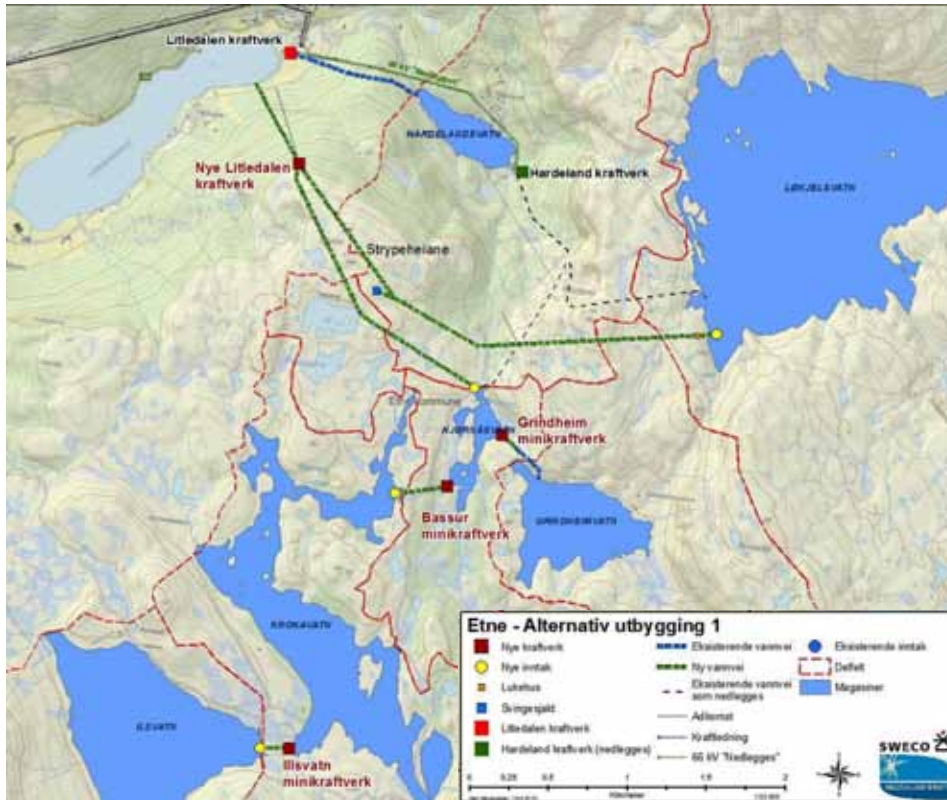 Litledalen kraftverk
HARDELANDSVATN
Hardeland kraftverk
LØKJELSVATN
Nye Litledalen
kraftverk
Strypeheiane
Grindheim
minikraftverk
Bassur
minikraftverk
GRINDHEIMVATN
KROKAVATN
ILSVATN
Illsvatn
minikraftverk
Etne - Alternativ utbygging 1
Nye kraftverk
Nye inntak
Lukehus
Svingesjakt
Litledalen kraftverk
Hardeland kraftverk (nedlegges)
Eksisterende vannvei
Ny vannvei
Eksisterende vannvei
som nedlegges
Adkomst
Kraftledning
66 kV "Nedlegges"
Eksisterende inntak
Delfelt
Magasiner
0 0.25 0.5 1 1.5 2
Kilometer
SWECO